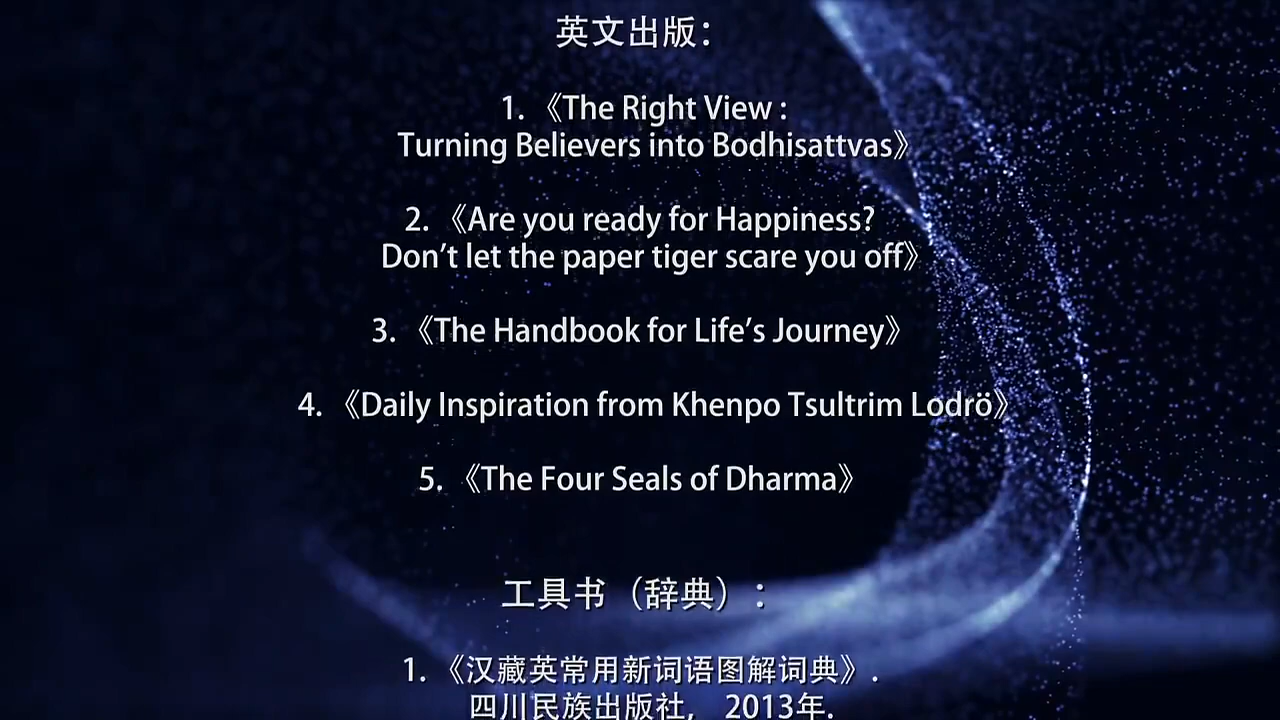 英文出版：
1. 《The Right View :
Turning Believers into Bodhisattvas》
2. 《Are you ready for Happiness?
Don’t let the paper tiger scare you off》
3. 《The Handbook for Life’s Journey》
4. 《Daily Inspiration from Khenpo Tsultrim Lodrö》
5. 《The Four Seals of Dharma》
工具书（辞典）：
1. 《汉藏英常用新词语图解词典》.
四川民族出版社, 2013年.